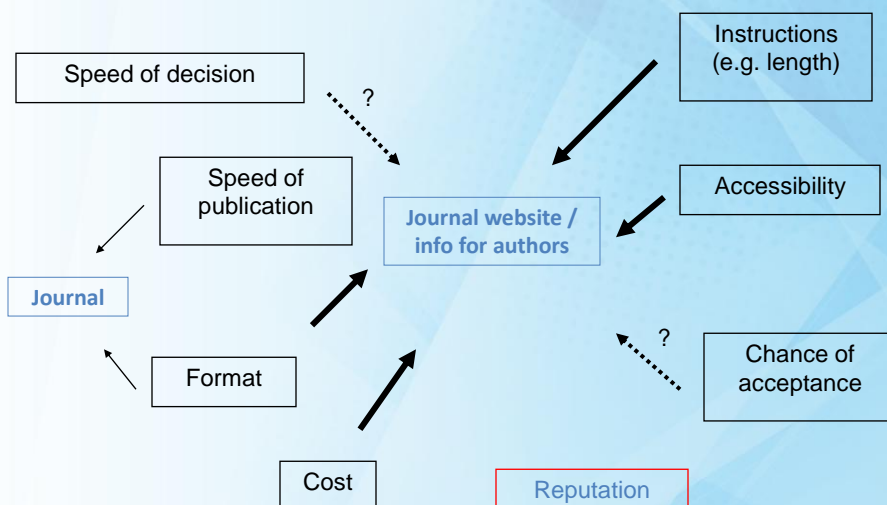 Instructions
(e.g. length)
Speed of decision
?
Speed of
publication
Accessibility
Journal website /
info for authors
Journal
?
Chance of
acceptance
Format
Cost
Reputation